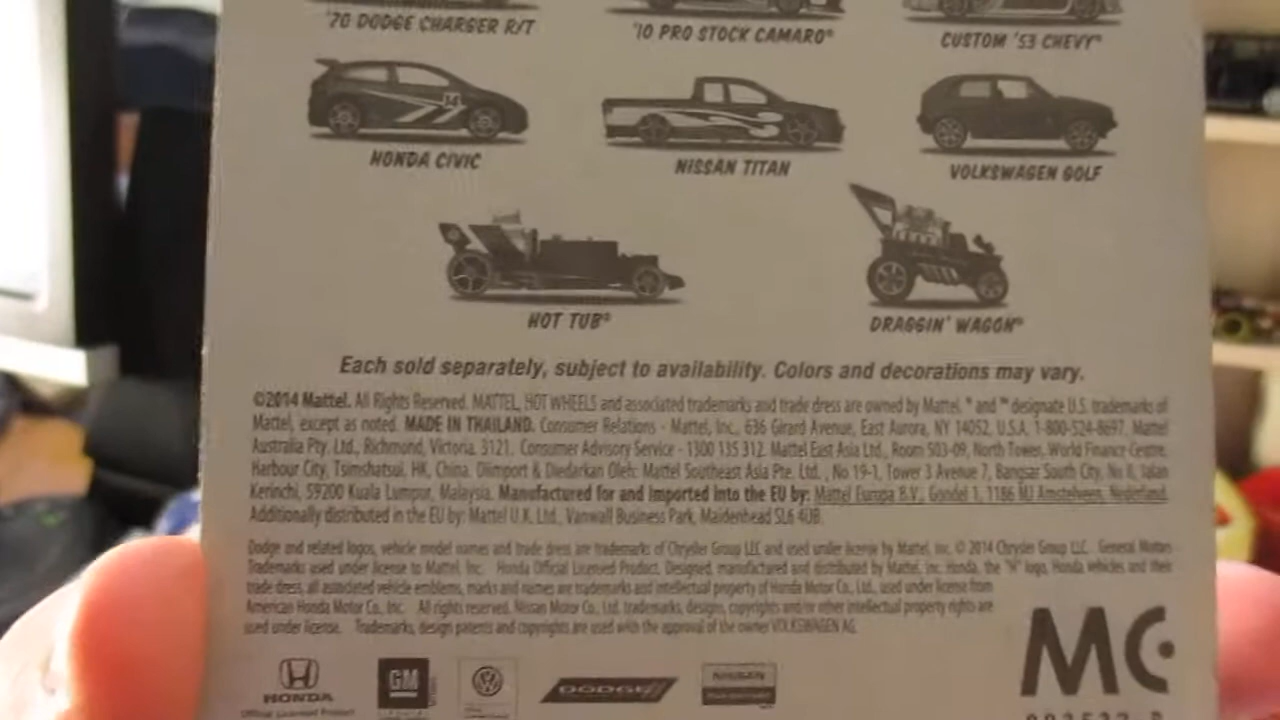 '70 DODGE CHARGER R/T
'10 PRO STOCK CAMARO®
CUSTOM '53 CHEVY®
14
HONDA CIVIC
NISSAN TITAN
VOLKSWAGEN GOLF
HOT TUB®
DRAGGIN' WAGON®
Each sold separately, subject to availability. Colors and decorations may vary.
©2014 Mattel. All Rights Reserved. MATTEL, HOT WHEELS and associated trademarks and trade dress are owned by Mattel. ® and ™ designate U.S. trademarks of
Mattel, except as noted. MADE IN THAILAND. Consumer Relations - Mattel, Inc., 636 Girard Avenue, East Aurora, NY 14052, U.S.A. 1-800-524-8697. Mattel
Australia Pty. Ltd., Richmond, Victoria. 3121. Consumer Advisory Service - 1300 135 312. Mattel East Asia Ltd., Room 503-09, North Tower, World Finance Centre,
Harbour City, Tsimshatsui, HK, China. Diimport & Diedarkan Oleh: Mattel Southeast Asia Pte. Ltd., No 19-1, Tower 3 Avenue 7, Bangsar South City, No 8, Jalan
Kerinchi, 59200 Kuala Lumpur, Malaysia. Manufactured for and imported into the EU by: Mattel Europa B.V., Gondel 1, 1186 MJ Amstelveen, Nederland.
Additionally distributed in the EU by: Mattel U.K. Ltd., Vanwall Business Park, Maidenhead SL6 4UB.
Dodge and related logos, vehicle model names and trade dress are trademarks of Chrysler Group LLC and used under license by Mattel, Inc. © 2014 Chrysler Group LLC. General Motors
Trademarks used under license to Mattel, Inc. Honda Official Licensed Product. Designed, manufactured and distributed by Mattel, Inc. Honda, the "H" logo, Honda vehicles and their
trade dress, all associated vehicle emblems, marks and names are trademarks and intellectual property of Honda Motor Co., Ltd., used under license from
American Honda Motor Co., Inc. All rights reserved. Nissan Motor Co., Ltd. trademarks, designs, copyrights and/or other intellectual property rights are
used under license. Trademarks, design patents and copyrights are used with the approval of the owner VOLKSWAGEN AG.
HONDA
Official Licensed Product
GM
DODGE
NISSAN
MC